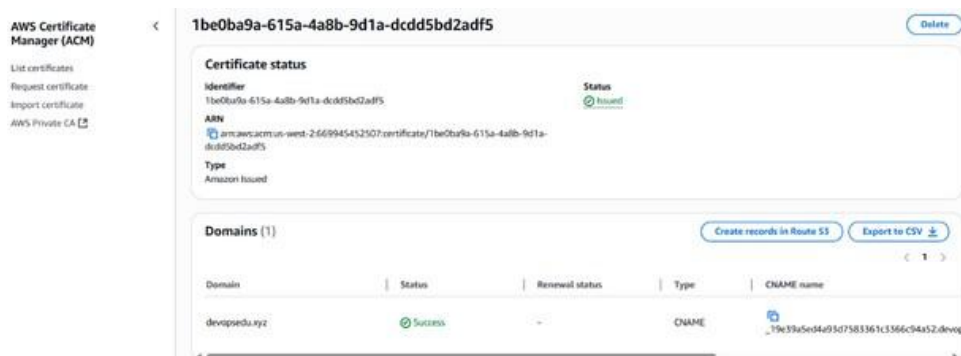 AWS Certificate
Manager (ACM)
List certificates
Request certificate
Import certificate
AWS Private CA
1be0ba9a-615a-4a8b-9d1a-dcdd5bd2adf5
Delete
Certificate status
Identifier
1be0ba9a-615a-4a8b-9d1a-dcdd5bd2adf5
Status
Issued
ARN
arn:aws:acm:us-west-2:669945452507:certificate/1be0ba9a-615a-4a8b-9d1a-
dcdd5bd2adf5
Type
Amazon Issued
Domains (1)
Create records in Route 53
Export to CSV
1
Domain
Status
Renewal status
Type
CNAME name
devopsedu.xyz
Success
-
CNAME
_19e39a5ed4a93d7583361c3366c94a52.devop